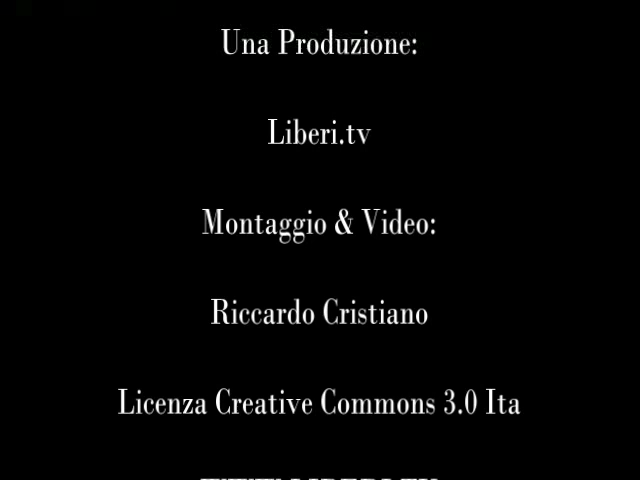 Una Produzione:
Liberi.tv
Montaggio & Video:
Riccardo Cristiano
Licenza Creative Commons 3.0 Ita